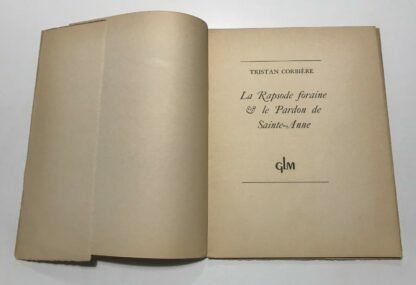 TRISTAN CORBIÈRE
La Rapsode foraine
& le Pardon de
Sainte-Anne
GLM